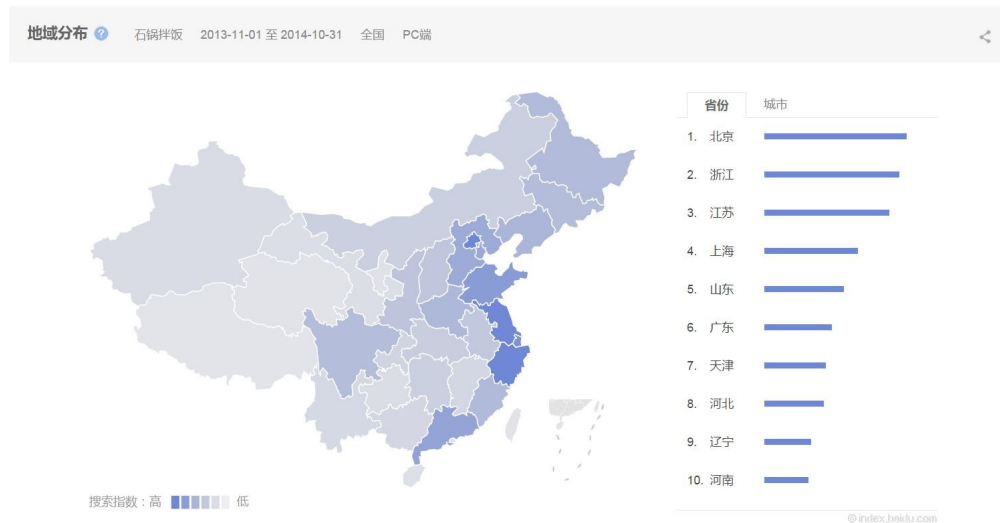 地域分布 ? 石锅拌饭 2013-11-01 至 2014-10-31 全国 PC端
省份 城市
1. 北京
2. 浙江
3. 江苏
4. 上海
5. 山东
6. 广东
7. 天津
8. 河北
9. 辽宁
10. 河南
搜索指数：高 低
©index.baidu.com